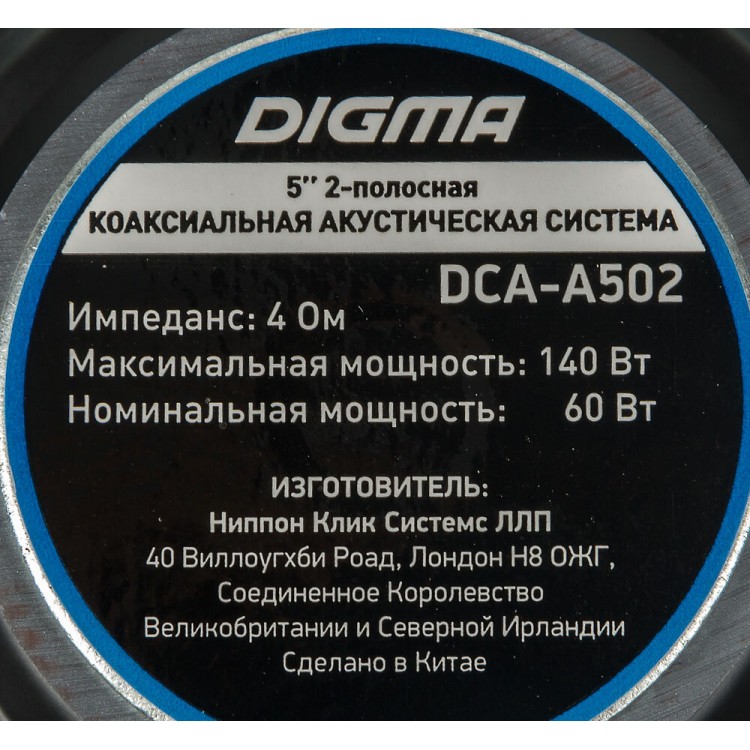 DIGMA
5’’ 2-полосная
КОАКСИАЛЬНАЯ АКУСТИЧЕСКАЯ СИСТЕМА
DCA-A502
Импеданс: 4 Ом
Максимальная мощность: 140 Вт
Номинальная мощность: 60 Вт
ИЗГОТОВИТЕЛЬ:
Ниппон Клик Системс ЛЛП
40 Виллоугхби Роад, Лондон Н8 ОЖГ,
Соединенное Королевство
Великобритании и Северной Ирландии
Сделано в Китае